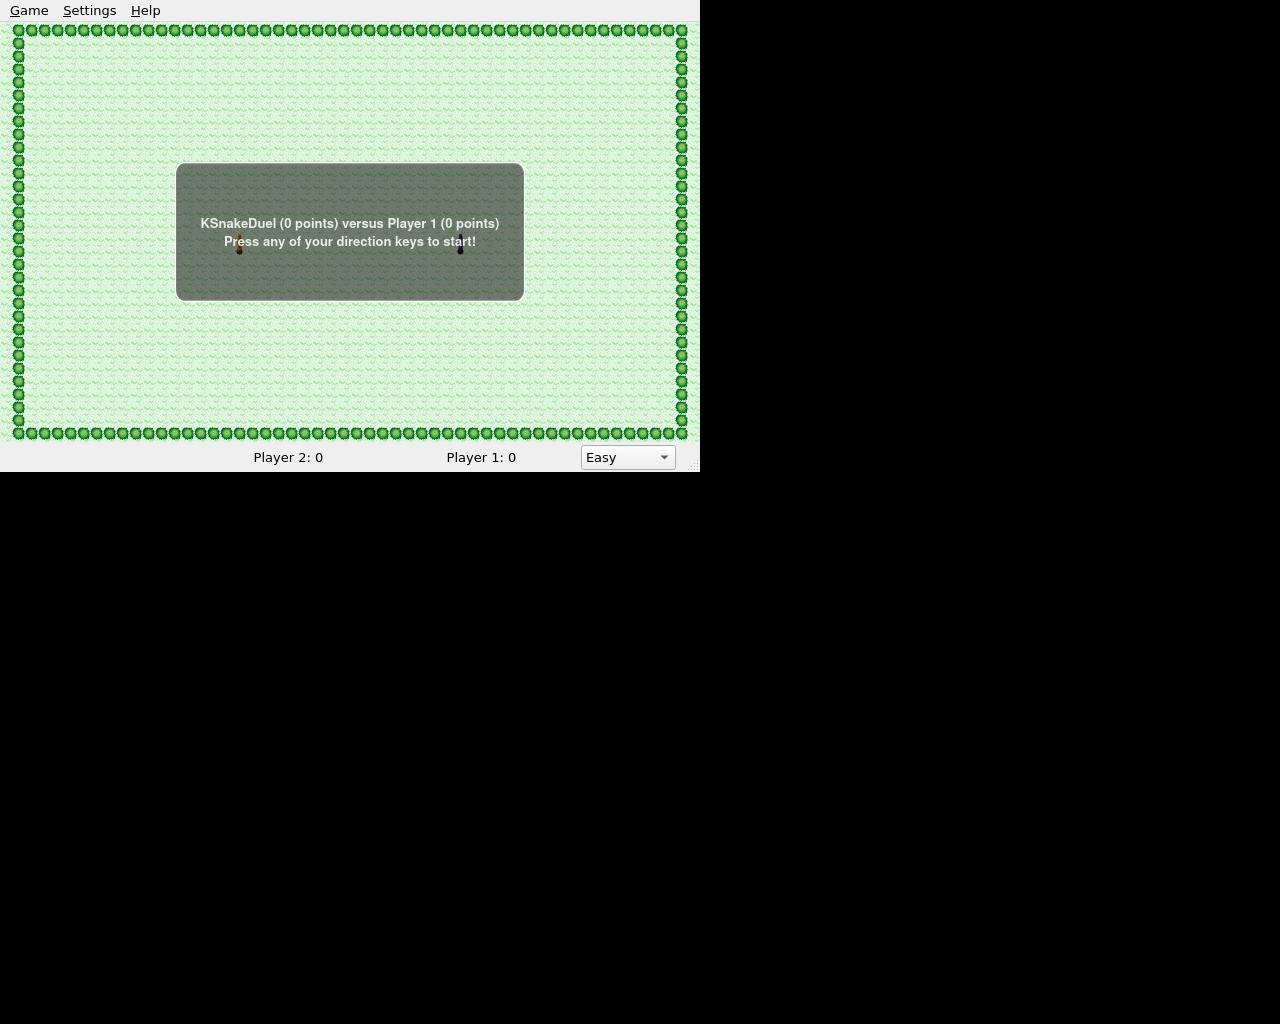 Game Settings Help
KSnakeDuel (0 points) versus Player 1 (0 points)
Press any of your direction keys to start!
Player 2: 0 Player 1: 0 Easy